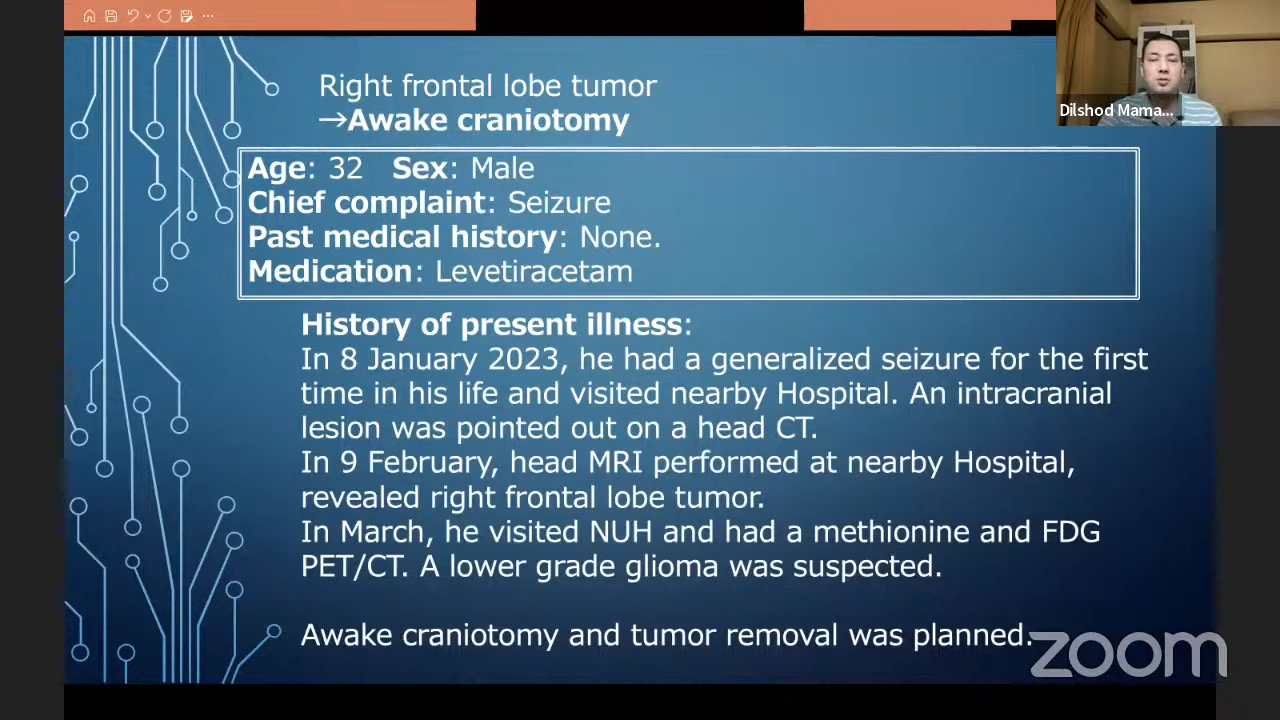 Right frontal lobe tumor
→Awake craniotomy
Dilshod Mama...
Age: 32 Sex: Male
Chief complaint: Seizure
Past medical history: None.
Medication: Levetiracetam
History of present illness:
In 8 January 2023, he had a generalized seizure for the first
time in his life and visited nearby Hospital. An intracranial
lesion was pointed out on a head CT.
In 9 February, head MRI performed at nearby Hospital,
revealed right frontal lobe tumor.
In March, he visited NUH and had a methionine and FDG
PET/CT. A lower grade glioma was suspected.
Awake craniotomy and tumor removal was planned.
zoom